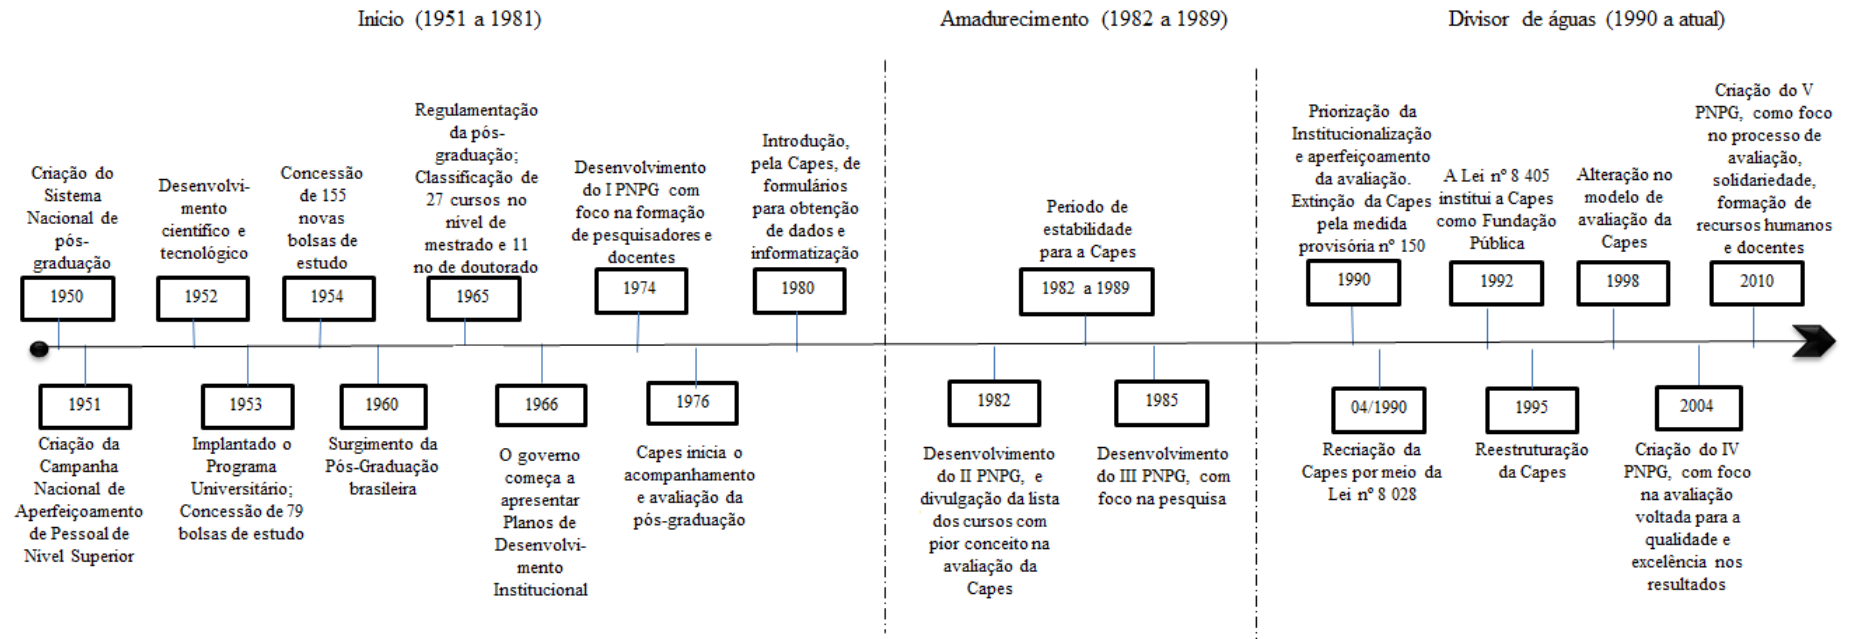 Início (1951 a 1981)
Amadurecimento (1982 a 1989)
Divisor de águas (1990 a atual)
Criação do
Sistema
Nacional de
pós-
graduação
1950
Desenvolvi-
mento
científico e
tecnológico
1952
Concessão
de 155
novas
bolsas de
estudo
1954
Regulamentação
da pós-
graduação;
Classificação de
27 cursos no
nível de
mestrado e 11
no de doutorado
1965
Desenvolvimento
do I PNPG com
foco na formação
de pesquisadores e
docentes
1974
Introdução,
pela Capes, de
formulários
para obtenção
de dados e
informatização
1980
Período de
estabilidade
para a Capes
1982 a 1989
Priorização da
Institucionalização
e aperfeiçoamento
da avaliação.
Extinção da Capes
pela medida
provisória nº 150
1990
A Lei nº 8 405
institui a Capes
como Fundação
Pública
1992
Alteração no
modelo de
avaliação da
Capes
1998
Criação do V
PNPG, como foco
no processo de
avaliação,
solidariedade,
formação de
recursos humanos
e docentes
2010
1951
Criação da
Campanha
Nacional de
Aperfeiçoamento
de Pessoal de
Nível Superior
1953
Implantado o
Programa
Universitário;
Concessão de 79
bolsas de estudo
1960
Surgimento da
Pós-Graduação
brasileira
1966
O governo
começa a
apresentar
Planos de
Desenvolvi-
mento
Institucional
1976
Capes inicia o
acompanhamento
e avaliação da
pós-graduação
1982
Desenvolvimento
do II PNPG, e
divulgação da lista
dos cursos com
pior conceito na
avaliação da
Capes
1985
Desenvolvimento
do III PNPG, com
foco na pesquisa
04/1990
Recriação da
Capes por meio da
Lei nº 8 028
1995
Reestruturação
da Capes
2004
Criação do IV
PNPG, com foco
na avaliação
voltada para a
qualidade e
excelência nos
resultados